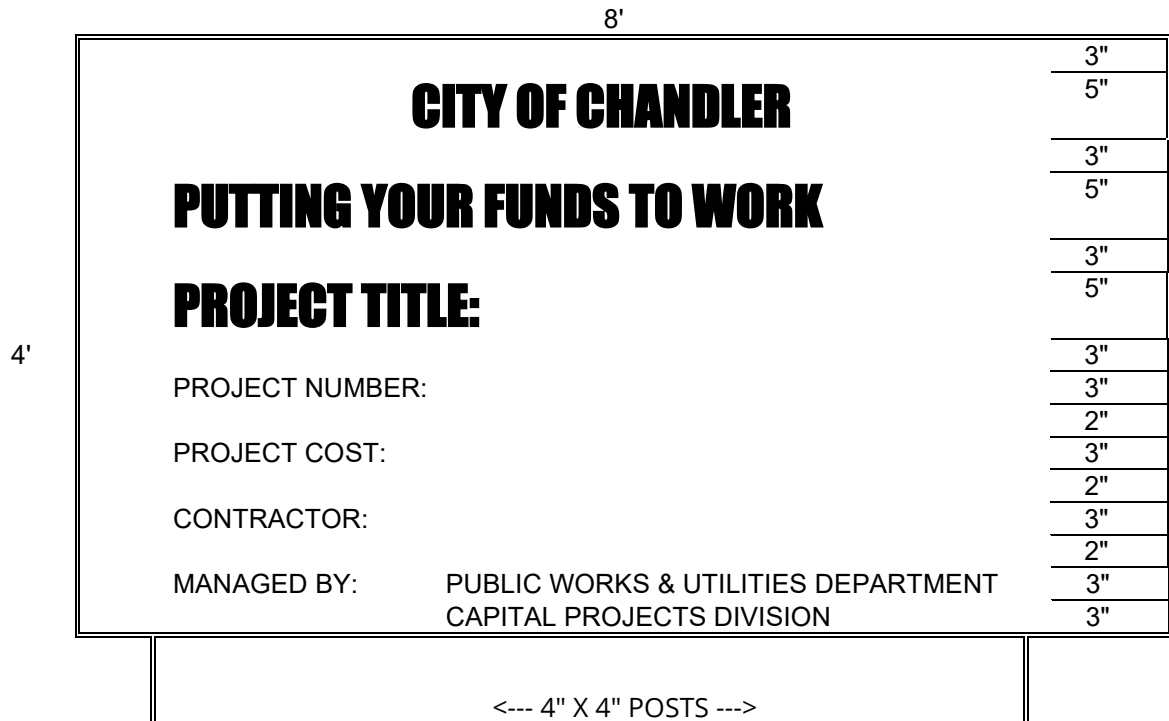 8'
3"
CITY OF CHANDLER 5"
3"
PUTTING YOUR FUNDS TO WORK 5"
3"
PROJECT TITLE: 5"
4' 3"
PROJECT NUMBER: 3"
2"
PROJECT COST: 3"
2"
CONTRACTOR: 3"
2"
MANAGED BY: PUBLIC WORKS & UTILITIES DEPARTMENT 3"
CAPITAL PROJECTS DIVISION 3"
<--- 4" X 4" POSTS --->